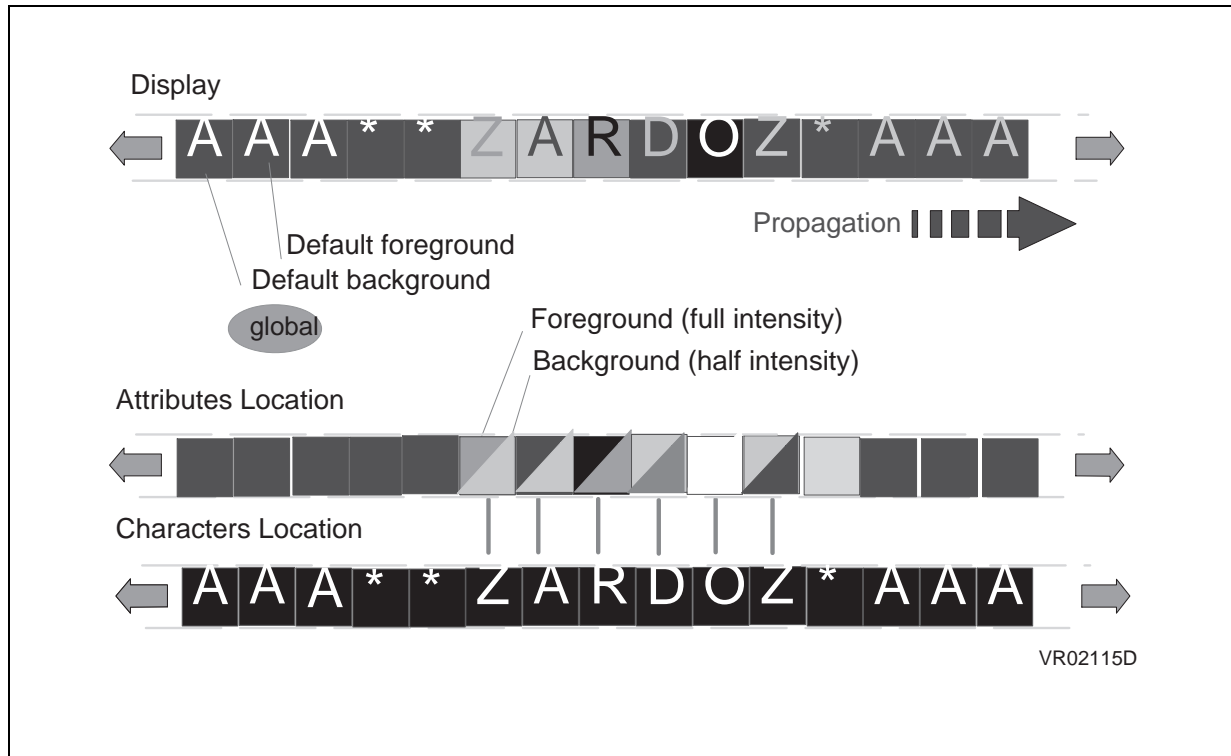 Display
A A A * * Z A R D O Z * A A A
Propagation
Default foreground
Default background
global
Foreground (full intensity)
Background (half intensity)
Attributes Location
Characters Location
A A A * * Z A R D O Z * A A A
VR02115D